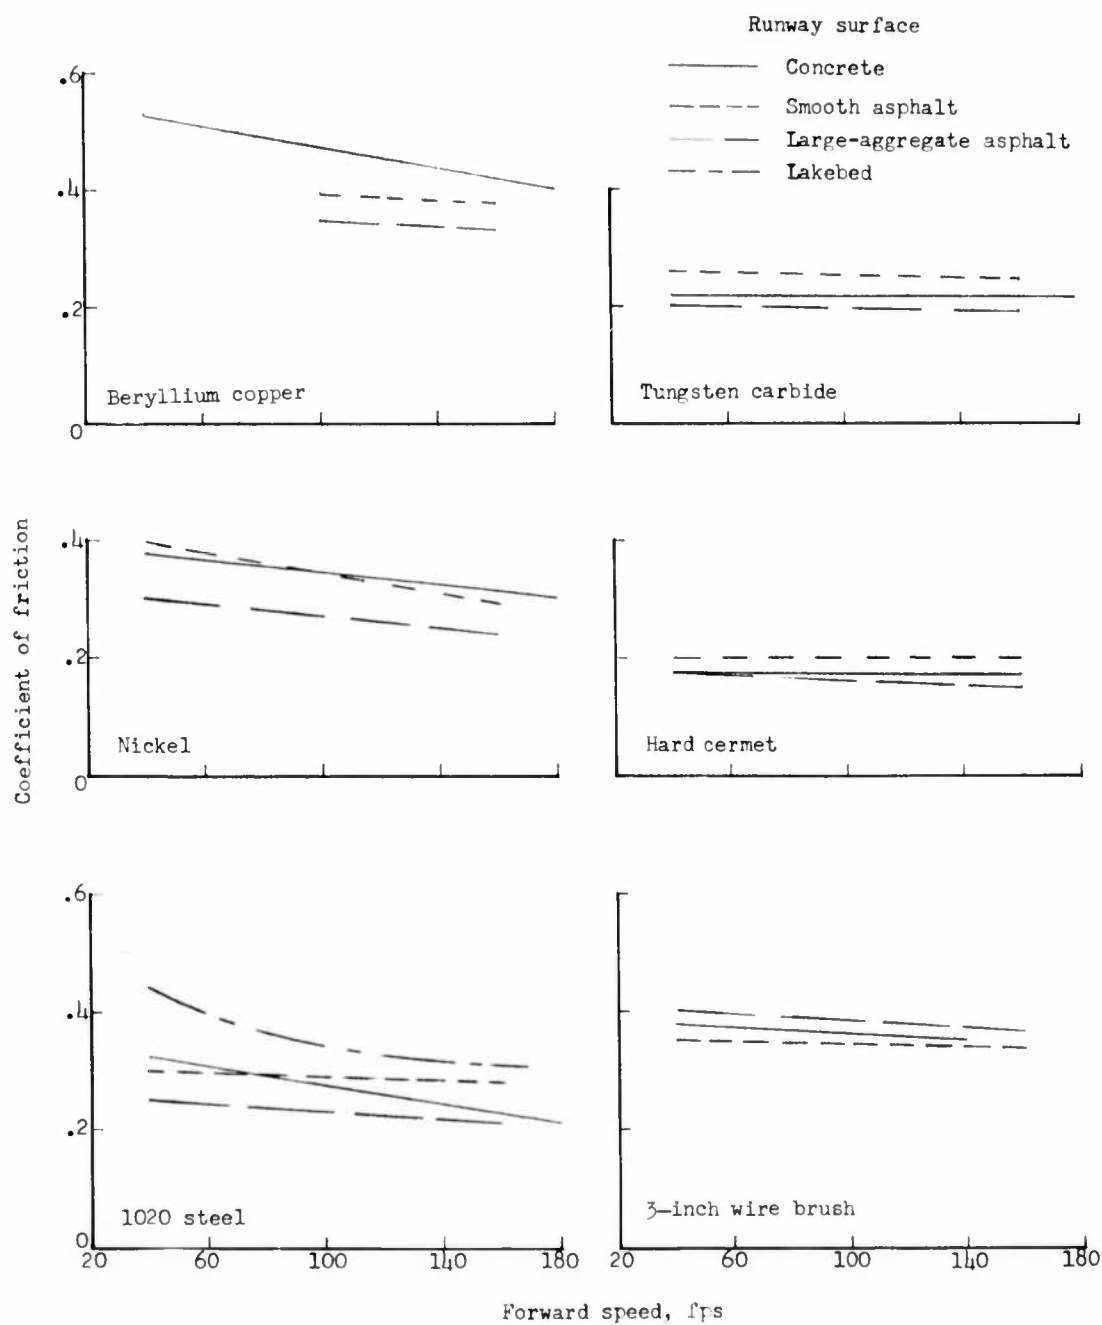 Runway surface
Concrete
Smooth asphalt
Large-aggregate asphalt
Lakebed
.6
.4
.2
0
Beryllium copper
Tungsten carbide
Coefficient of friction
.4
.2
0
Nickel
Hard cermet
.6
.4
.2
0
1020 steel
3-inch wire brush
20 60 100 140 180
20 60 100 140 180
Forward speed, fps